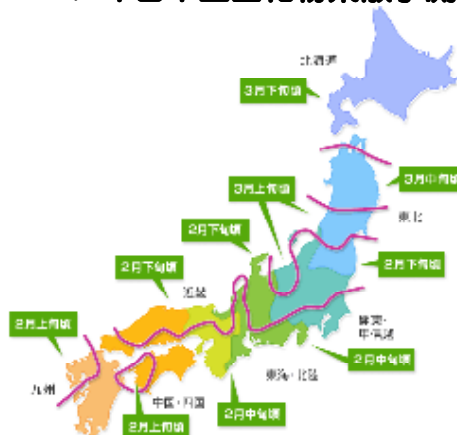 北海道
3月下旬頃
3月中旬頃
3月上旬頃
東北
2月下旬頃
2月下旬頃
2月下旬頃
近畿
関東・
甲信越
2月上旬頃
2月中旬頃
東海・北陸
九州
中国・四国
2月中旬頃
2月上旬頃